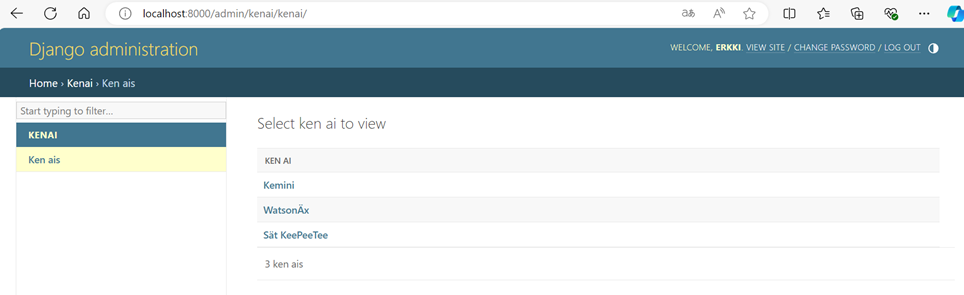 localhost:8000/admin/kenai/kenai/
Django administration
WELCOME, ERKKI. VIEW SITE / CHANGE PASSWORD / LOG OUT
Home › Kenai › Ken ais
Start typing to filter...
KENAI
Ken ais
Select ken ai to view
KEN AI
Kemini
WatsonÄx
Sät KeePeeTee
3 ken ais